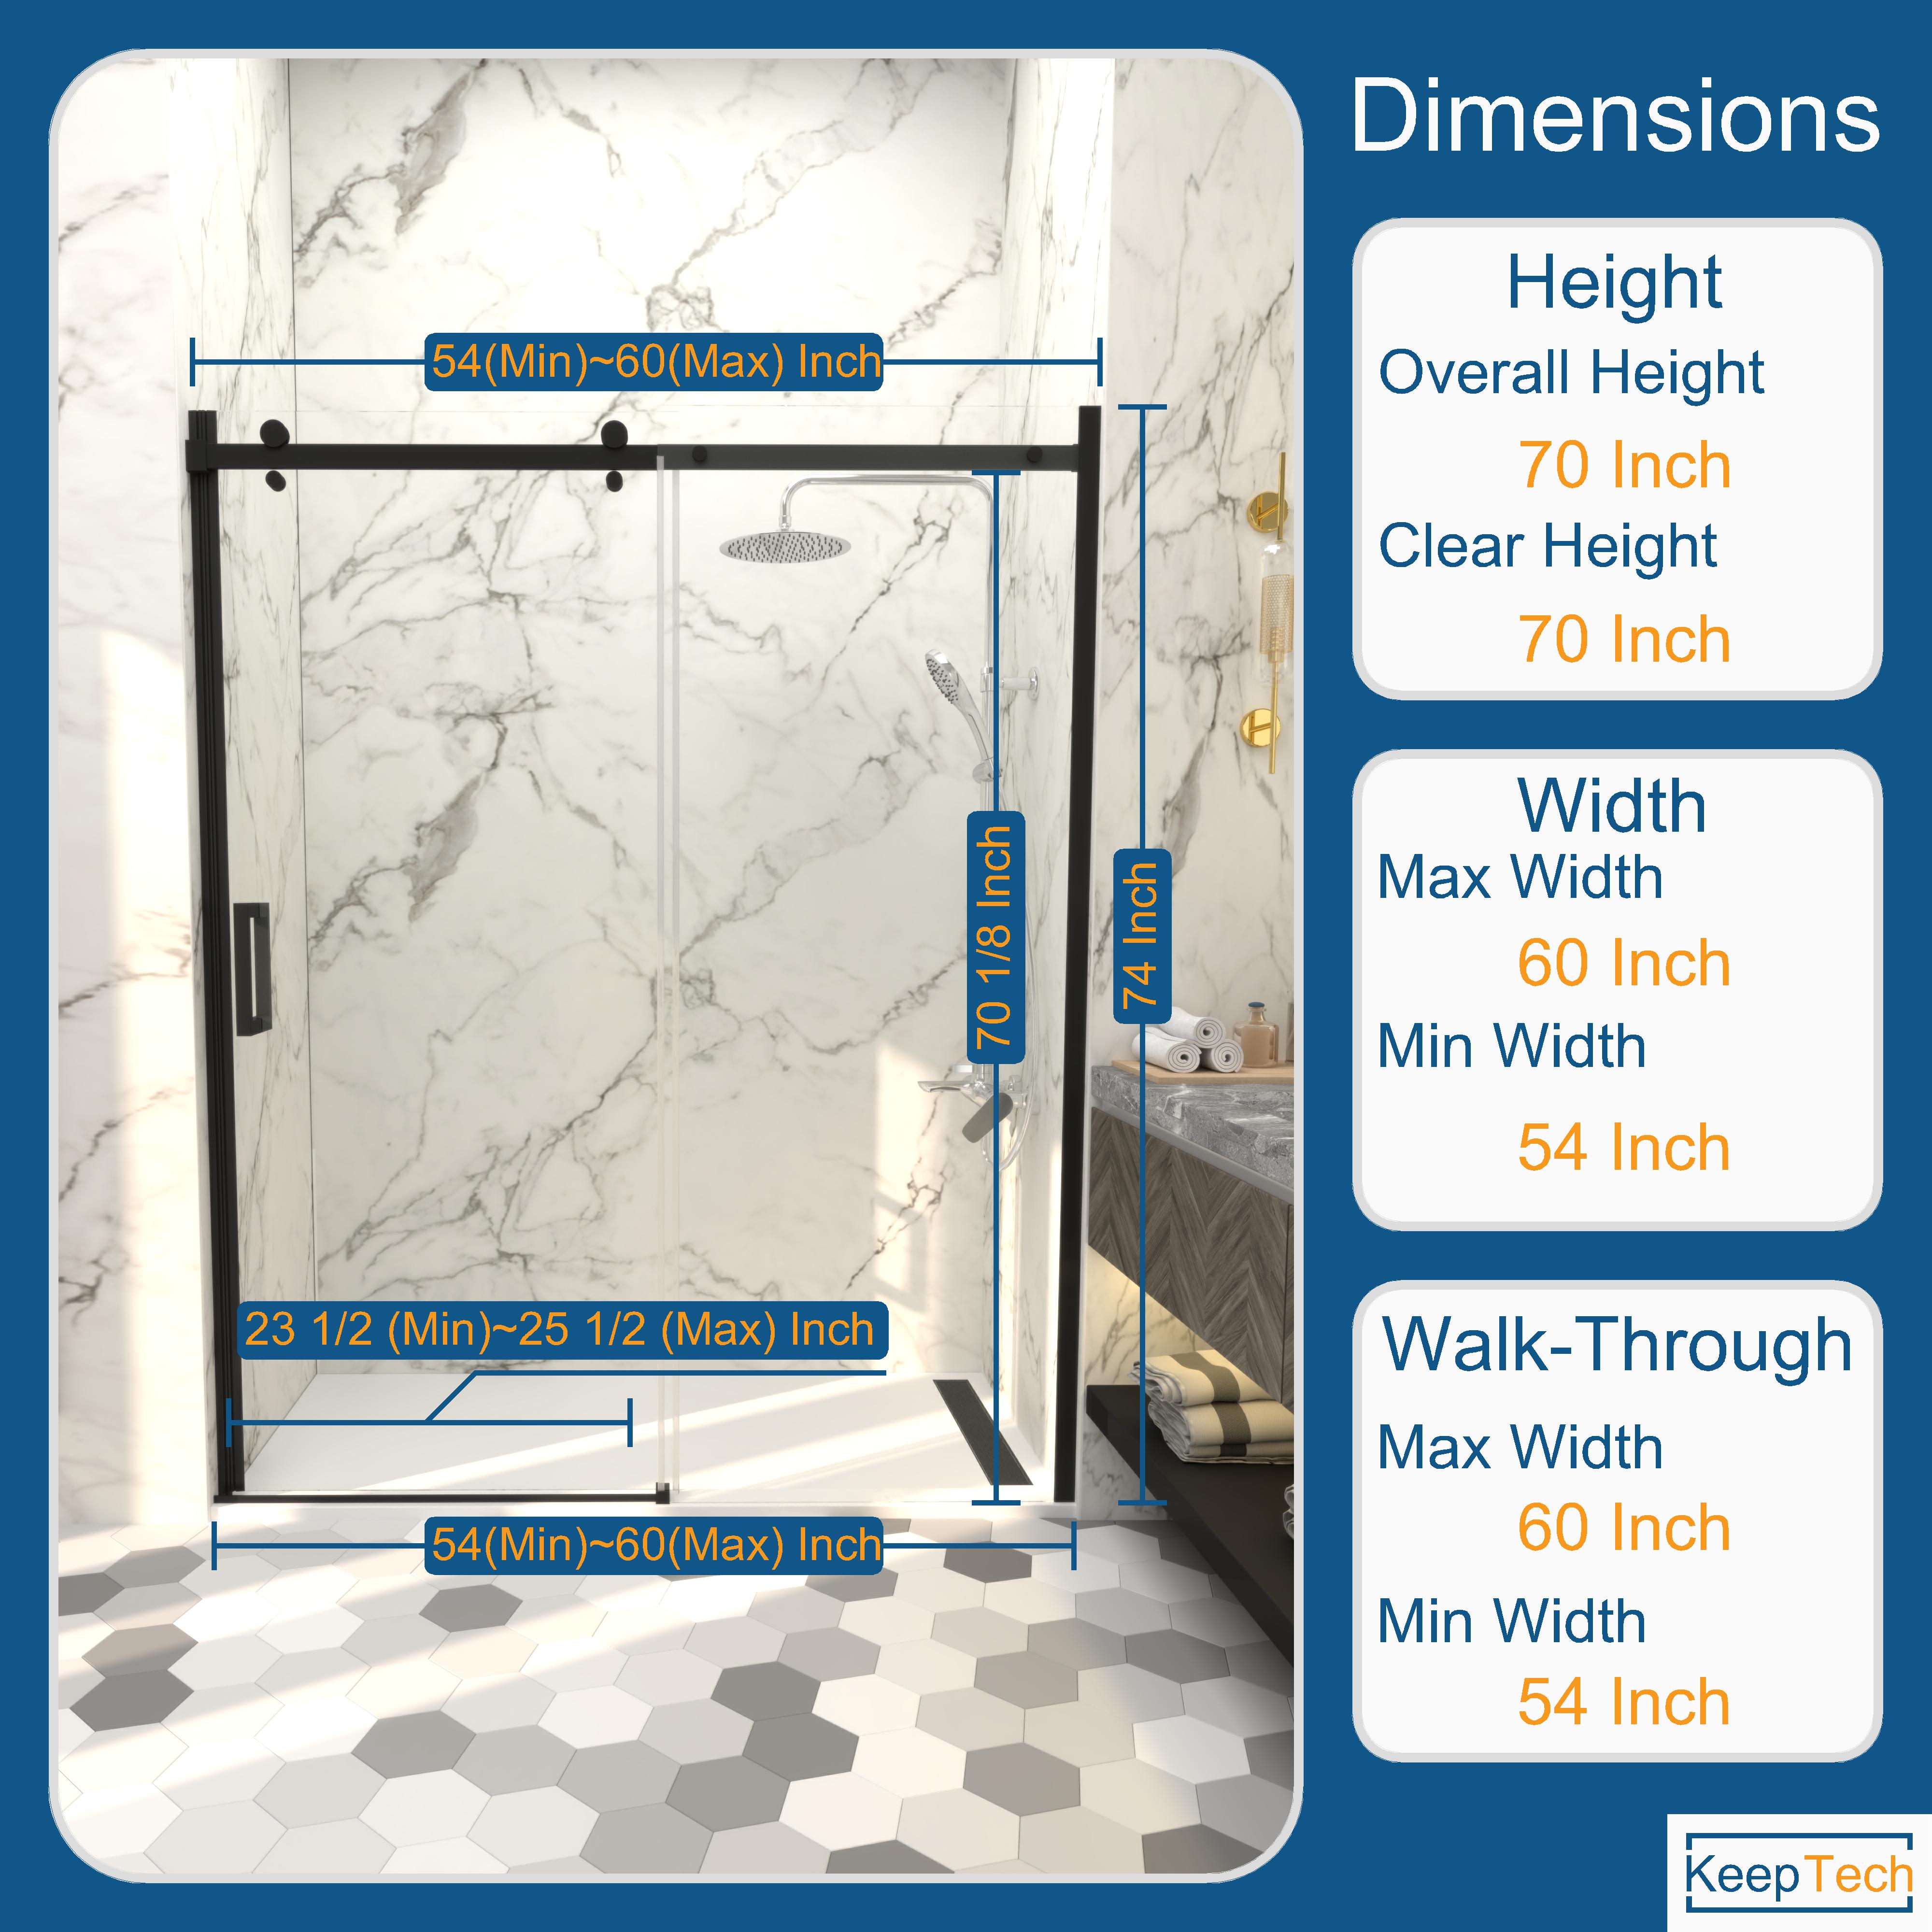 Dimensions
54(Min)~60(Max) Inch
70 1/8 Inch
74 Inch
23 1/2 (Min)~25 1/2 (Max) Inch
54(Min)~60(Max) Inch
Height
Overall Height
70 Inch
Clear Height
70 Inch
Width
Max Width
60 Inch
Min Width
54 Inch
Walk-Through
Max Width
60 Inch
Min Width
54 Inch
KeepTech